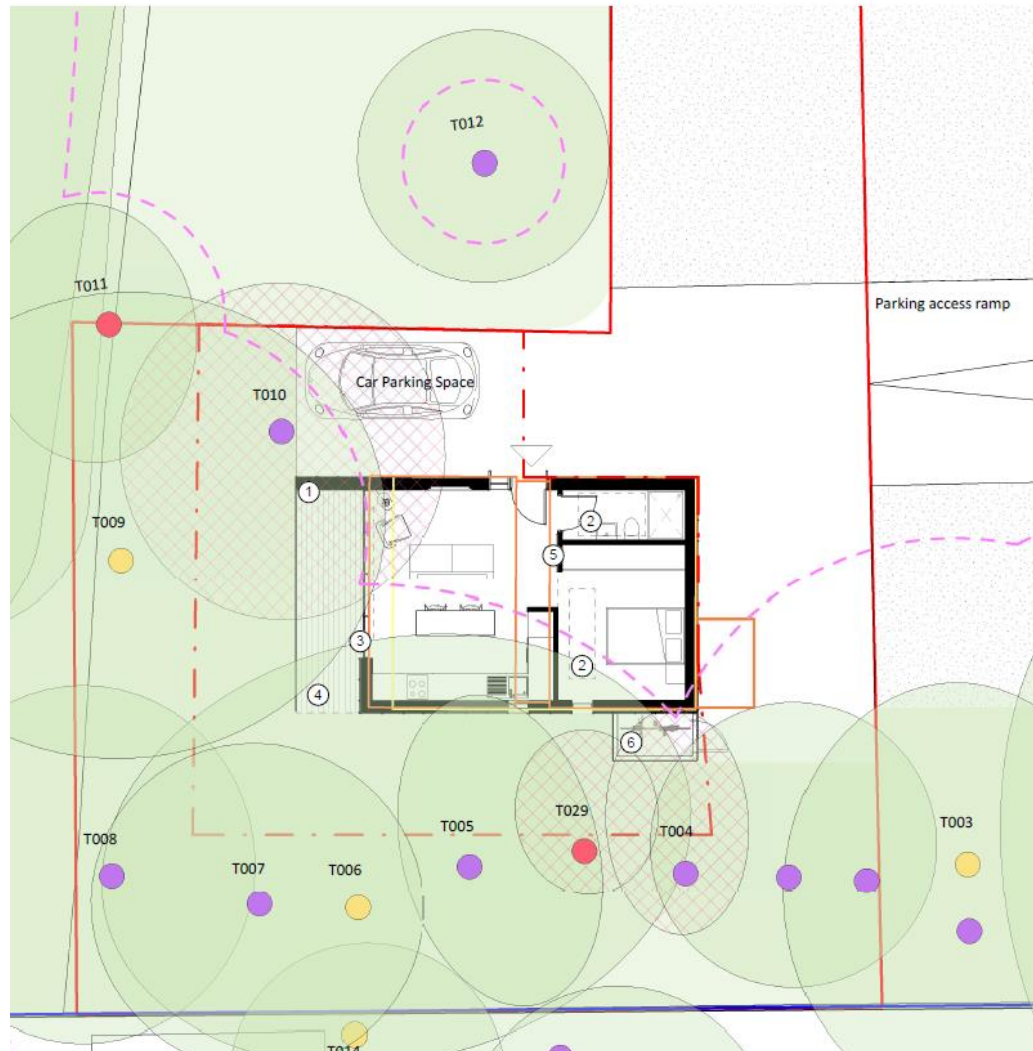 T012
T011
Parking access ramp
Car Parking Space
T010
1
2
T009
5
3
2
4
6
T029
T005
T004
T003
T008
T007
T006
T014